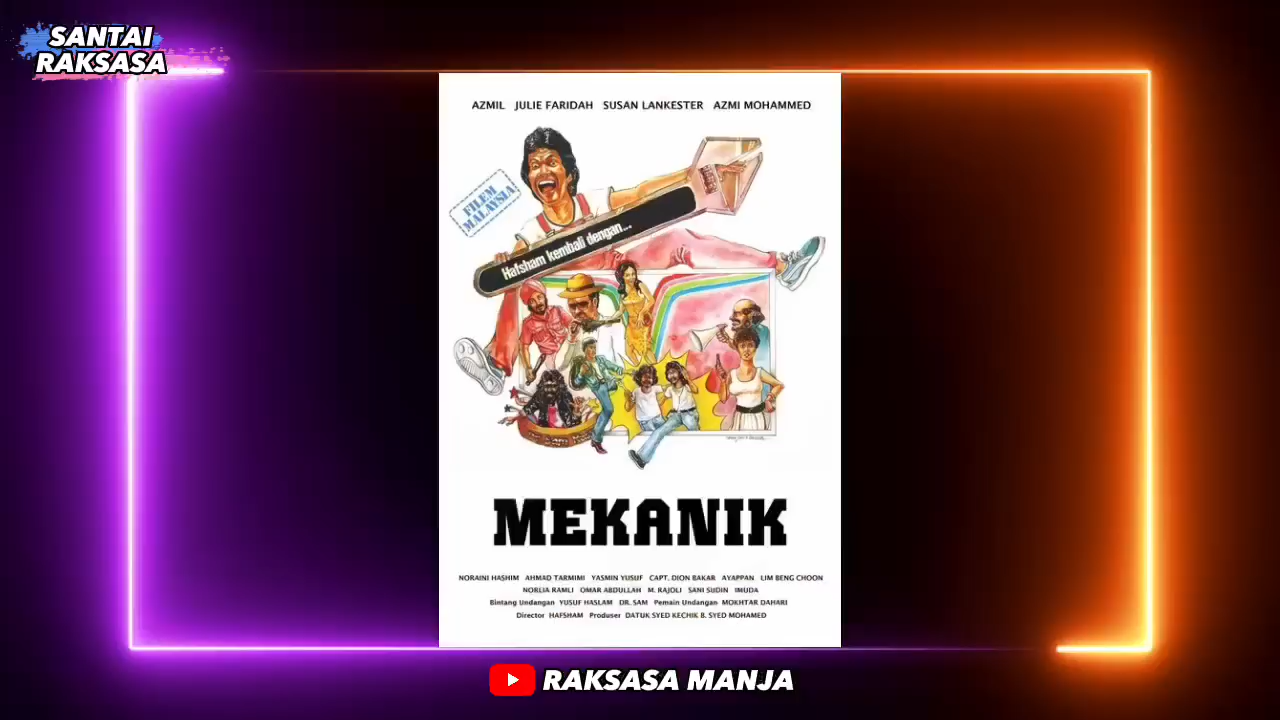 SANTAI
RAKSASA
AZMIL JULIE FARIDAH SUSAN LANKESTER AZMI MOHAMMED
FILEM
MALAYSIA!
Hafsham kembali dengan...
MEKANIK
NORAINI HASHIM AHMAD TARMIMI YASMIN YUSUF CAPT. DION BAKAR AYAPPAN LIM BENG CHOON
NORLIA RAMLI OMAR ABDULLAH M. RAJOLI SANI SUDIN IMUDA
Bintang Undangan YUSUF HASLAM DR. SAM Pemain Undangan MOKHTAR DAHARI
Director HAFSHAM Produser DATUK SYED KECHIK B. SYED MOHAMED
RAKSASA MANJA